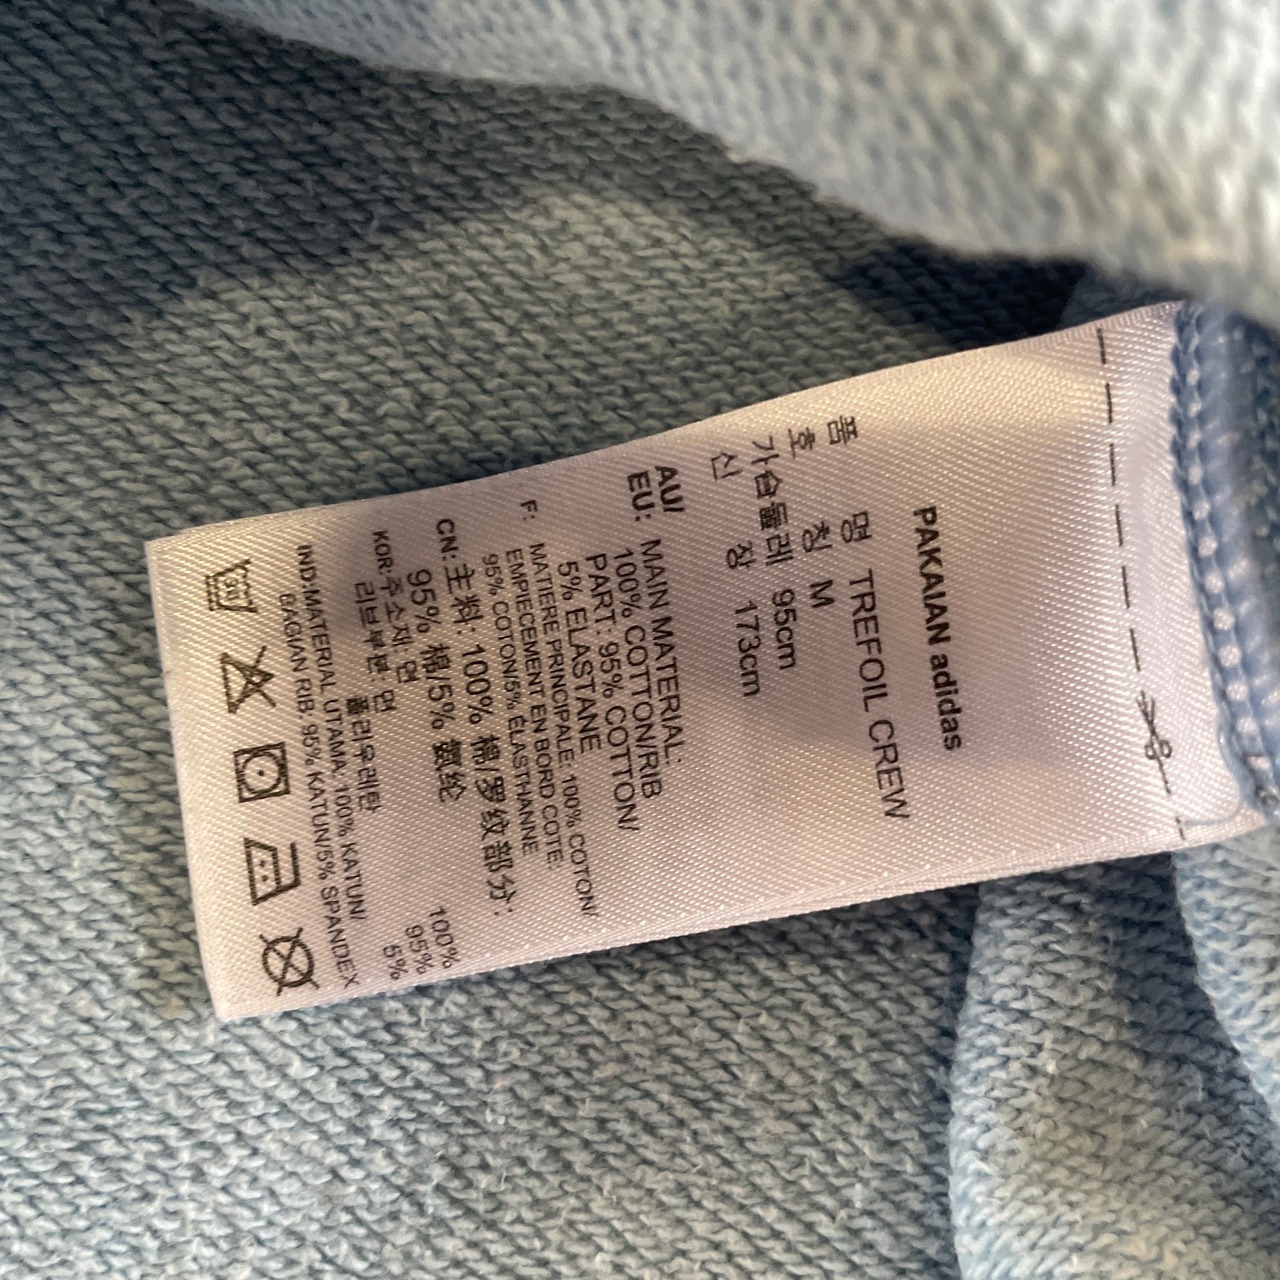 PAKAIAN adidas
품 명 TREFOIL CREW
호 칭 M
가슴둘레 95cm
신 장 173cm
AU/
EU: MAIN MATERIAL:
100% COTTON/RIB
PART: 95% COTTON/
5% ELASTANE
F: MATIERE PRINCIPALE: 100% COTON/
EMPIECEMENT EN BORD COTE:
95% COTON/5% ÉLASTHANNE
CN: 主料: 100% 棉/罗纹部分:
95% 棉/5% 氨纶
KOR: 주소재 면 100%
리브부분 면 95%
폴리우레탄 5%
IND:MATERIAL UTAMA: 100% KATUN/
BAGIAN RIB: 95% KATUN/5% SPANDEX